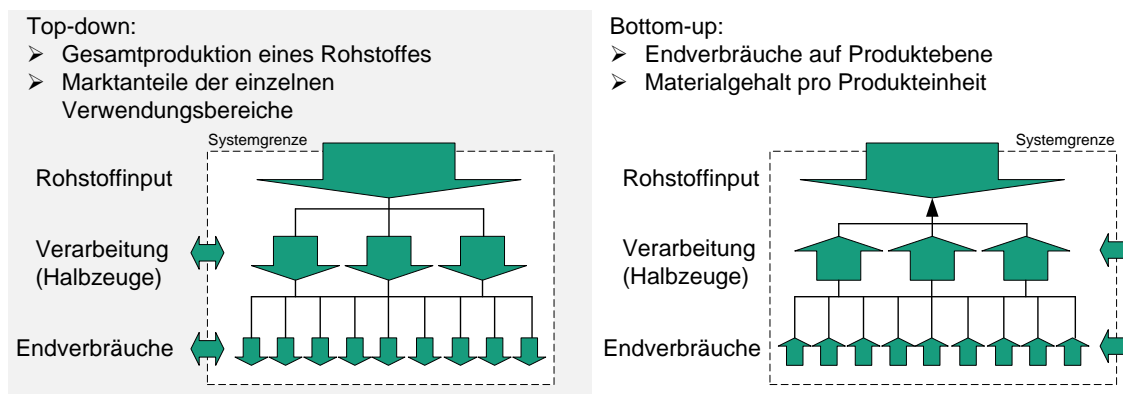 Top-down:
➢ Gesamtproduktion eines Rohstoffes
➢ Marktanteile der einzelnen
Verwendungsbereiche
Systemgrenze
Rohstoffinput
Verarbeitung
(Halbzeuge)
Endverbräuche
Bottom-up:
➢ Endverbräuche auf Produktebene
➢ Materialgehalt pro Produkteinheit
Systemgrenze
Rohstoffinput
Verarbeitung
(Halbzeuge)
Endverbräuche